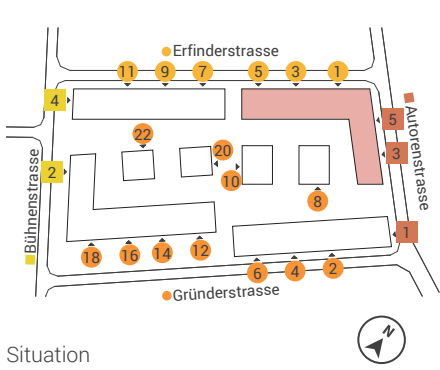 Erfinderstrasse
11 9 7 5 3 1
4
5
Autorenstrasse
22
3
20
2
10
8
Bühnenstrasse
1
18 16 14 12
6 4 2
Gründerstrasse
N
Situation